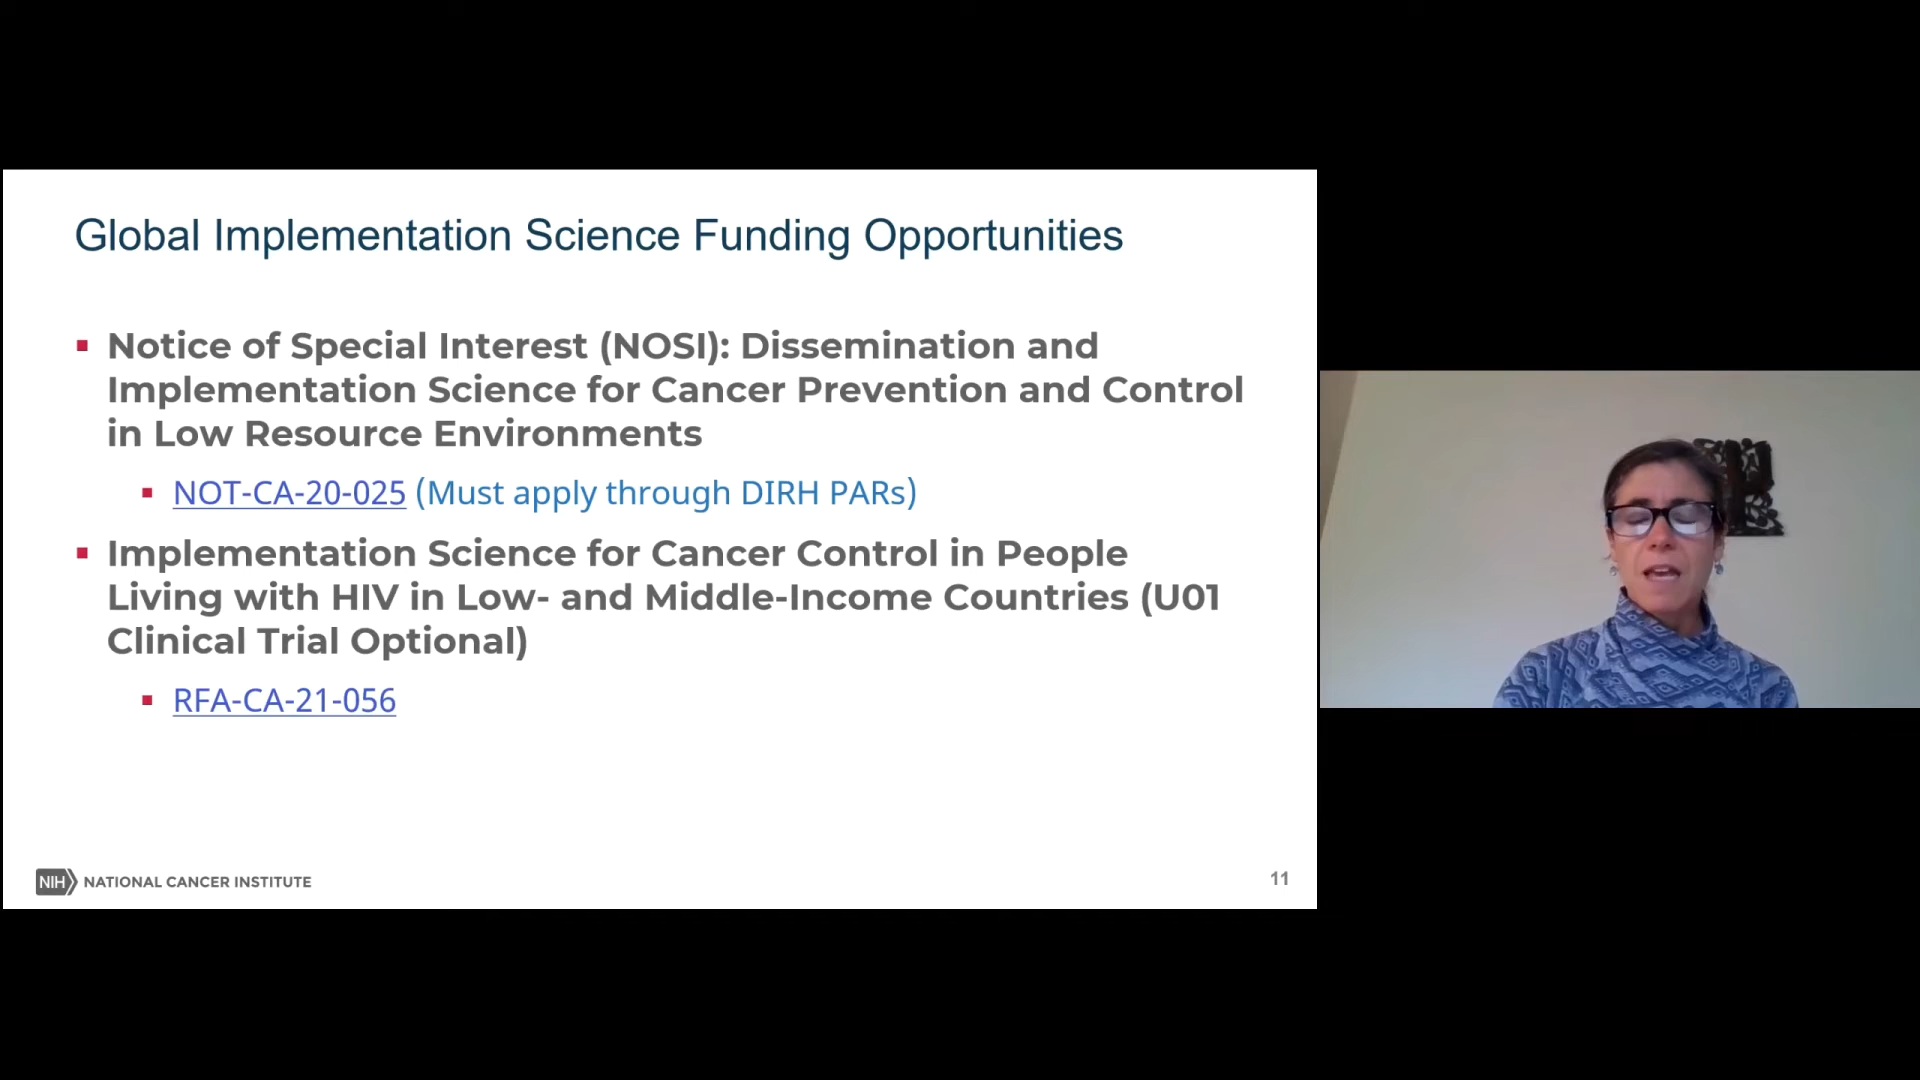 Global Implementation Science Funding Opportunities
Notice of Special Interest (NOSI): Dissemination and
Implementation Science for Cancer Prevention and Control
in Low Resource Environments
NOT-CA-20-025 (Must apply through DIRH PARs)
Implementation Science for Cancer Control in People
Living with HIV in Low- and Middle-Income Countries (U01
Clinical Trial Optional)
RFA-CA-21-056
NIH NATIONAL CANCER INSTITUTE
11